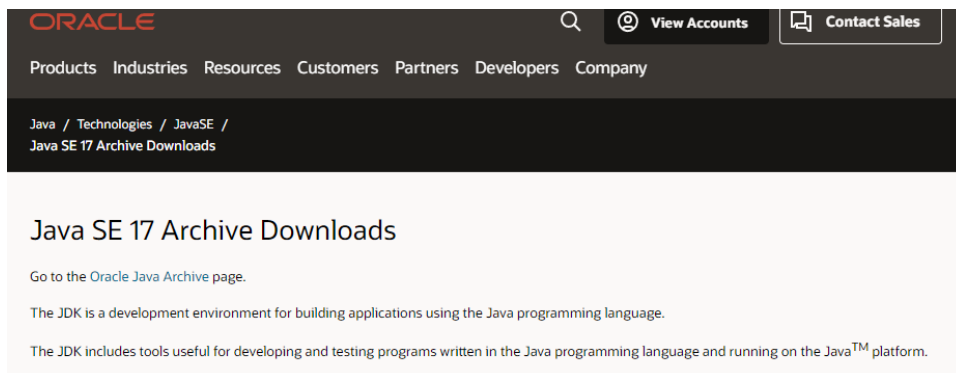 ORACLE
View Accounts
Contact Sales
Products Industries Resources Customers Partners Developers Company
Java / Technologies / JavaSE /
Java SE 17 Archive Downloads
Java SE 17 Archive Downloads
Go to the Oracle Java Archive page.
The JDK is a development environment for building applications using the Java programming language.
The JDK includes tools useful for developing and testing programs written in the Java programming language and running on the Java™ platform.